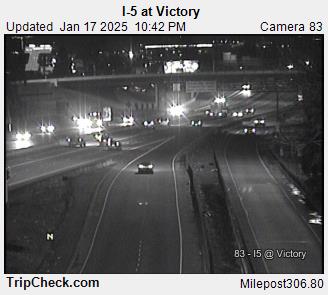 I-5 at Victory
Updated Jan 17 2025 10:42 PM Camera 83
N
83 - I5 @ Victory
TripCheck.com Milepost306.80